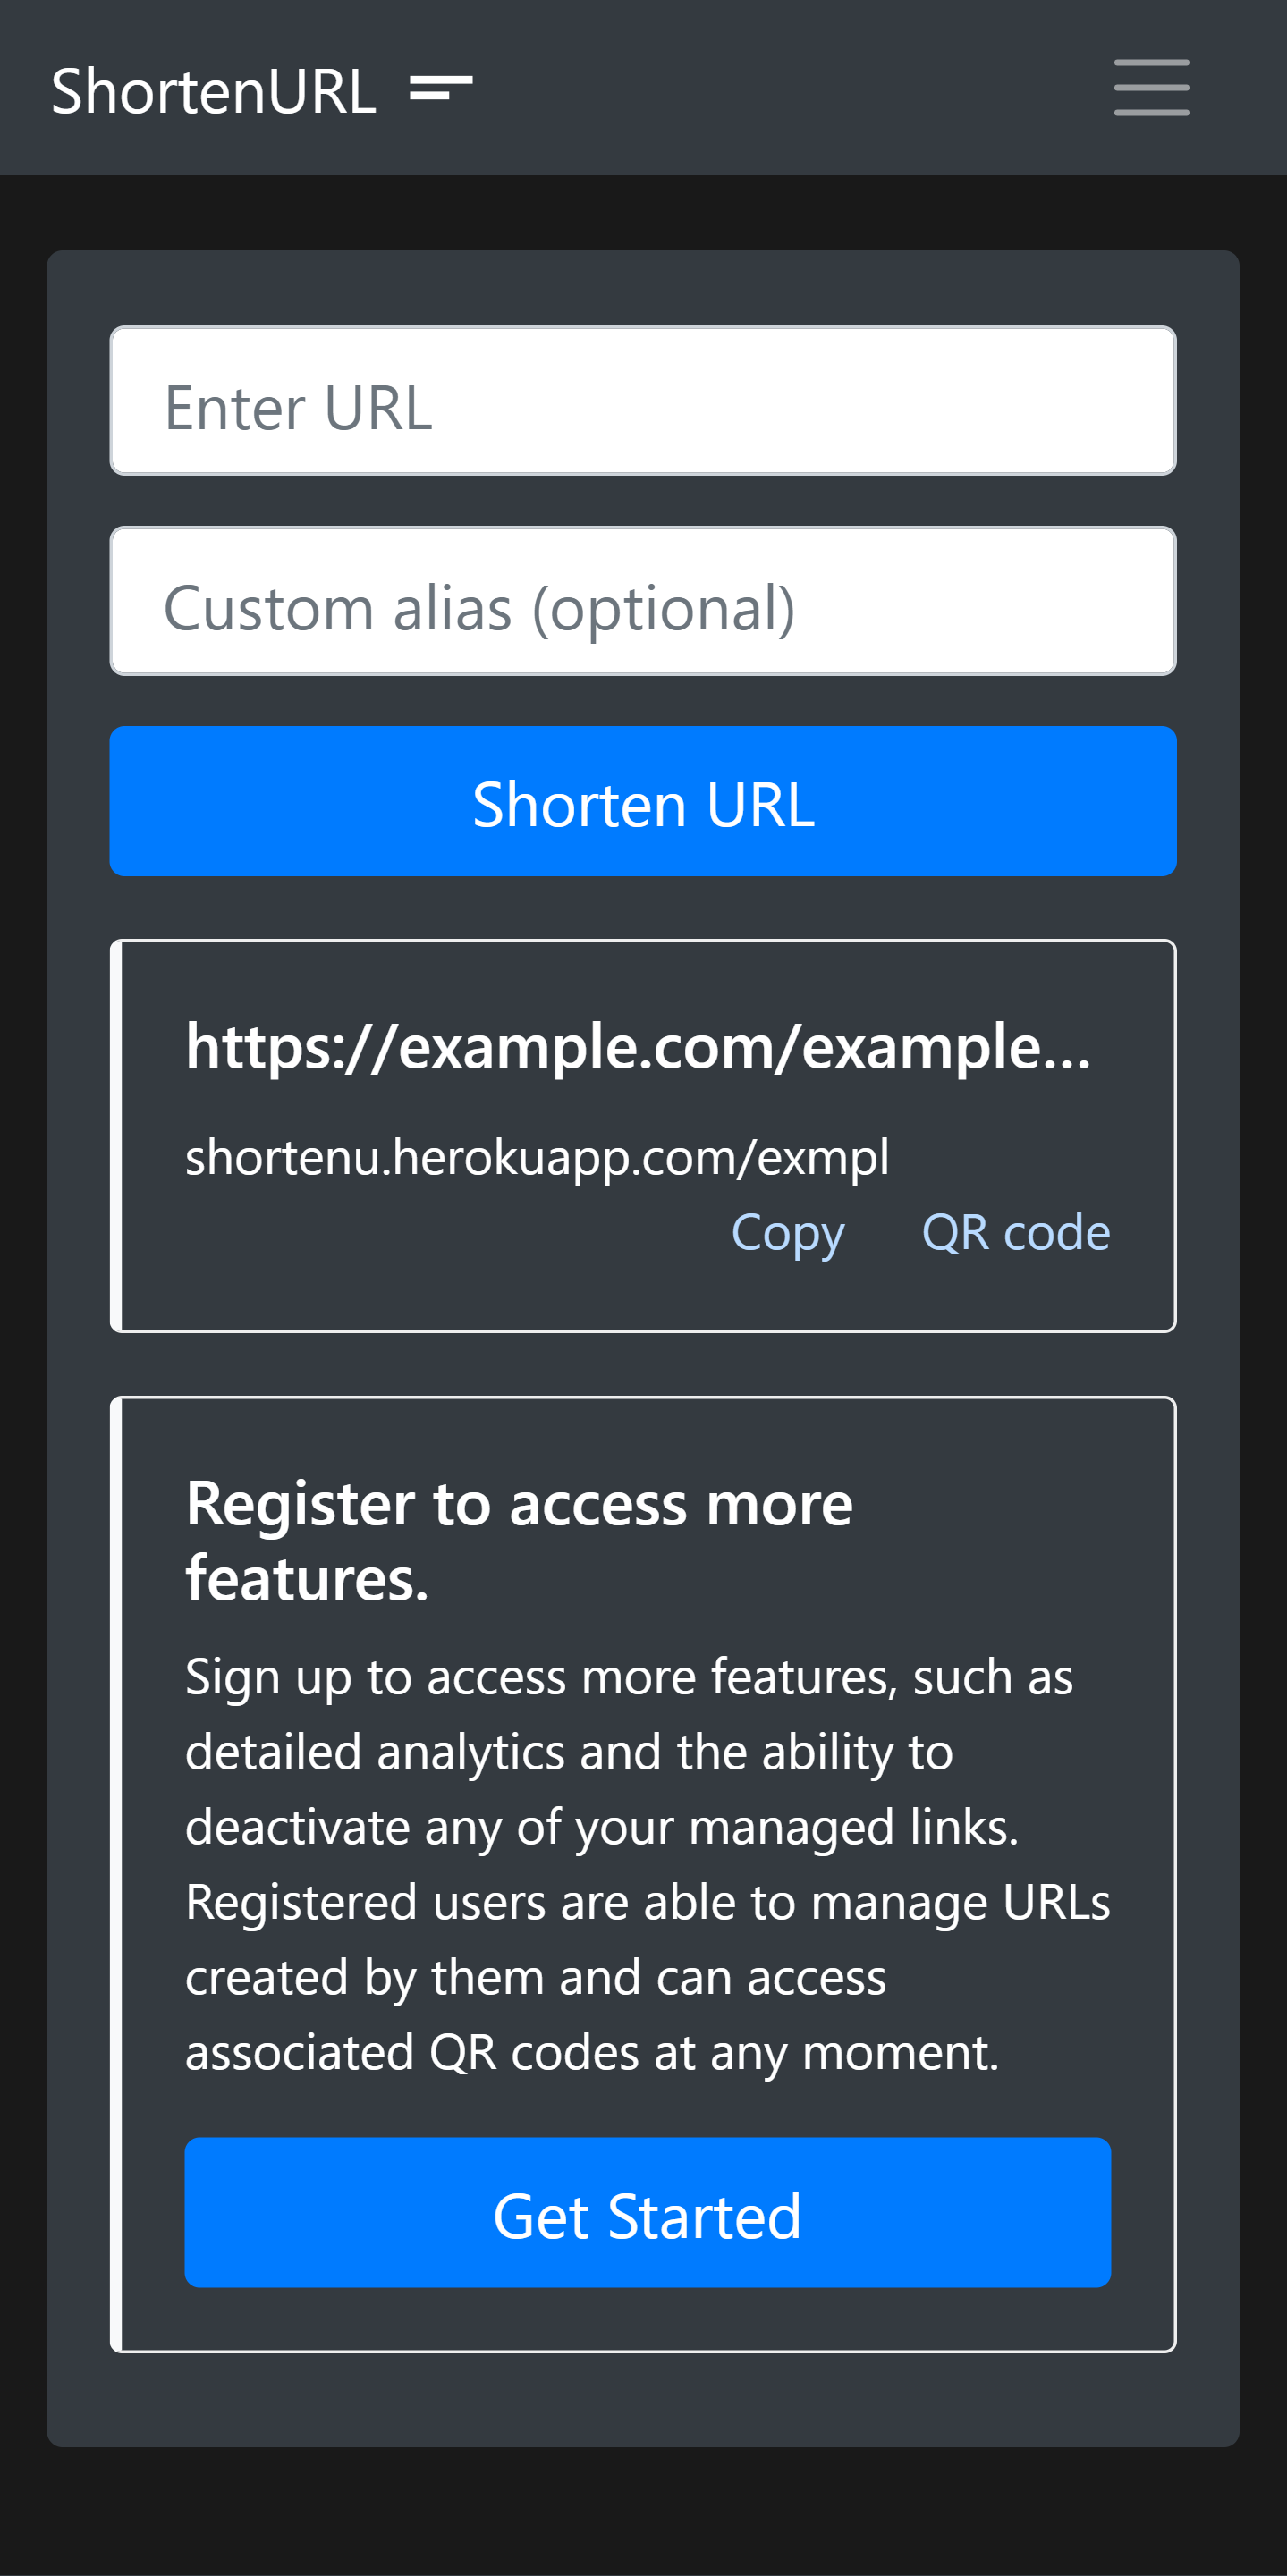 ShortenURL
Enter URL
Custom alias (optional)
Shorten URL
https://example.com/example...
shortenu.herokuapp.com/exmpl
Copy QR code
Register to access more
features.
Sign up to access more features, such as
detailed analytics and the ability to
deactivate any of your managed links.
Registered users are able to manage URLs
created by them and can access
associated QR codes at any moment.
Get Started